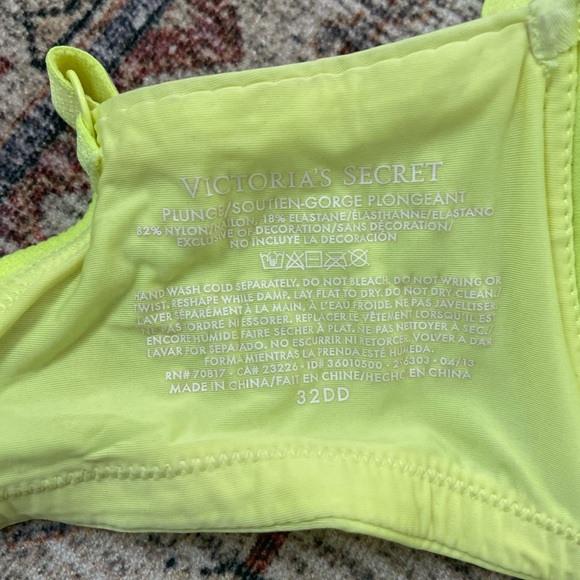 VICTORIA'S SECRET
PLUNGE/SOUTIEN-GORGE PLONGEANT
82% NYLON/NYLON, 18% ELASTANE/ÉLASTHANNE/ELASTANO
EXCLUSIVE OF DECORATION/SANS DÉCORATION/
NO INCLUYE LA DECORACIÓN
HAND WASH COLD SEPARATELY. DO NOT BLEACH. DO NOT WRING OR
TWIST. RESHAPE WHILE DAMP. LAY FLAT TO DRY. DO NOT DRY CLEAN./
LAVER SÉPARÉMENT À LA MAIN, À L'EAU FROIDE. NE PAS JAVELLISER
NE PAS TORDRE NI ESSORER. REPLACER LE VÊTEMENT LORSQU'IL EST
ENCORE HUMIDE FAIRE SÉCHER À PLAT. NE PAS NETTOYER À SEC./
LAVAR POR SEPARADO. NO ESCURRIR NI RETORCER. VOLVER A DAR
FORMA MIENTRAS LA PRENDA ESTÉ HÚMEDA.
RN# 70817 - CA# 23226 - ID# 36010500 - 04/13
MADE IN CHINA/FAIT EN CHINE/HECHO EN CHINA
32DD